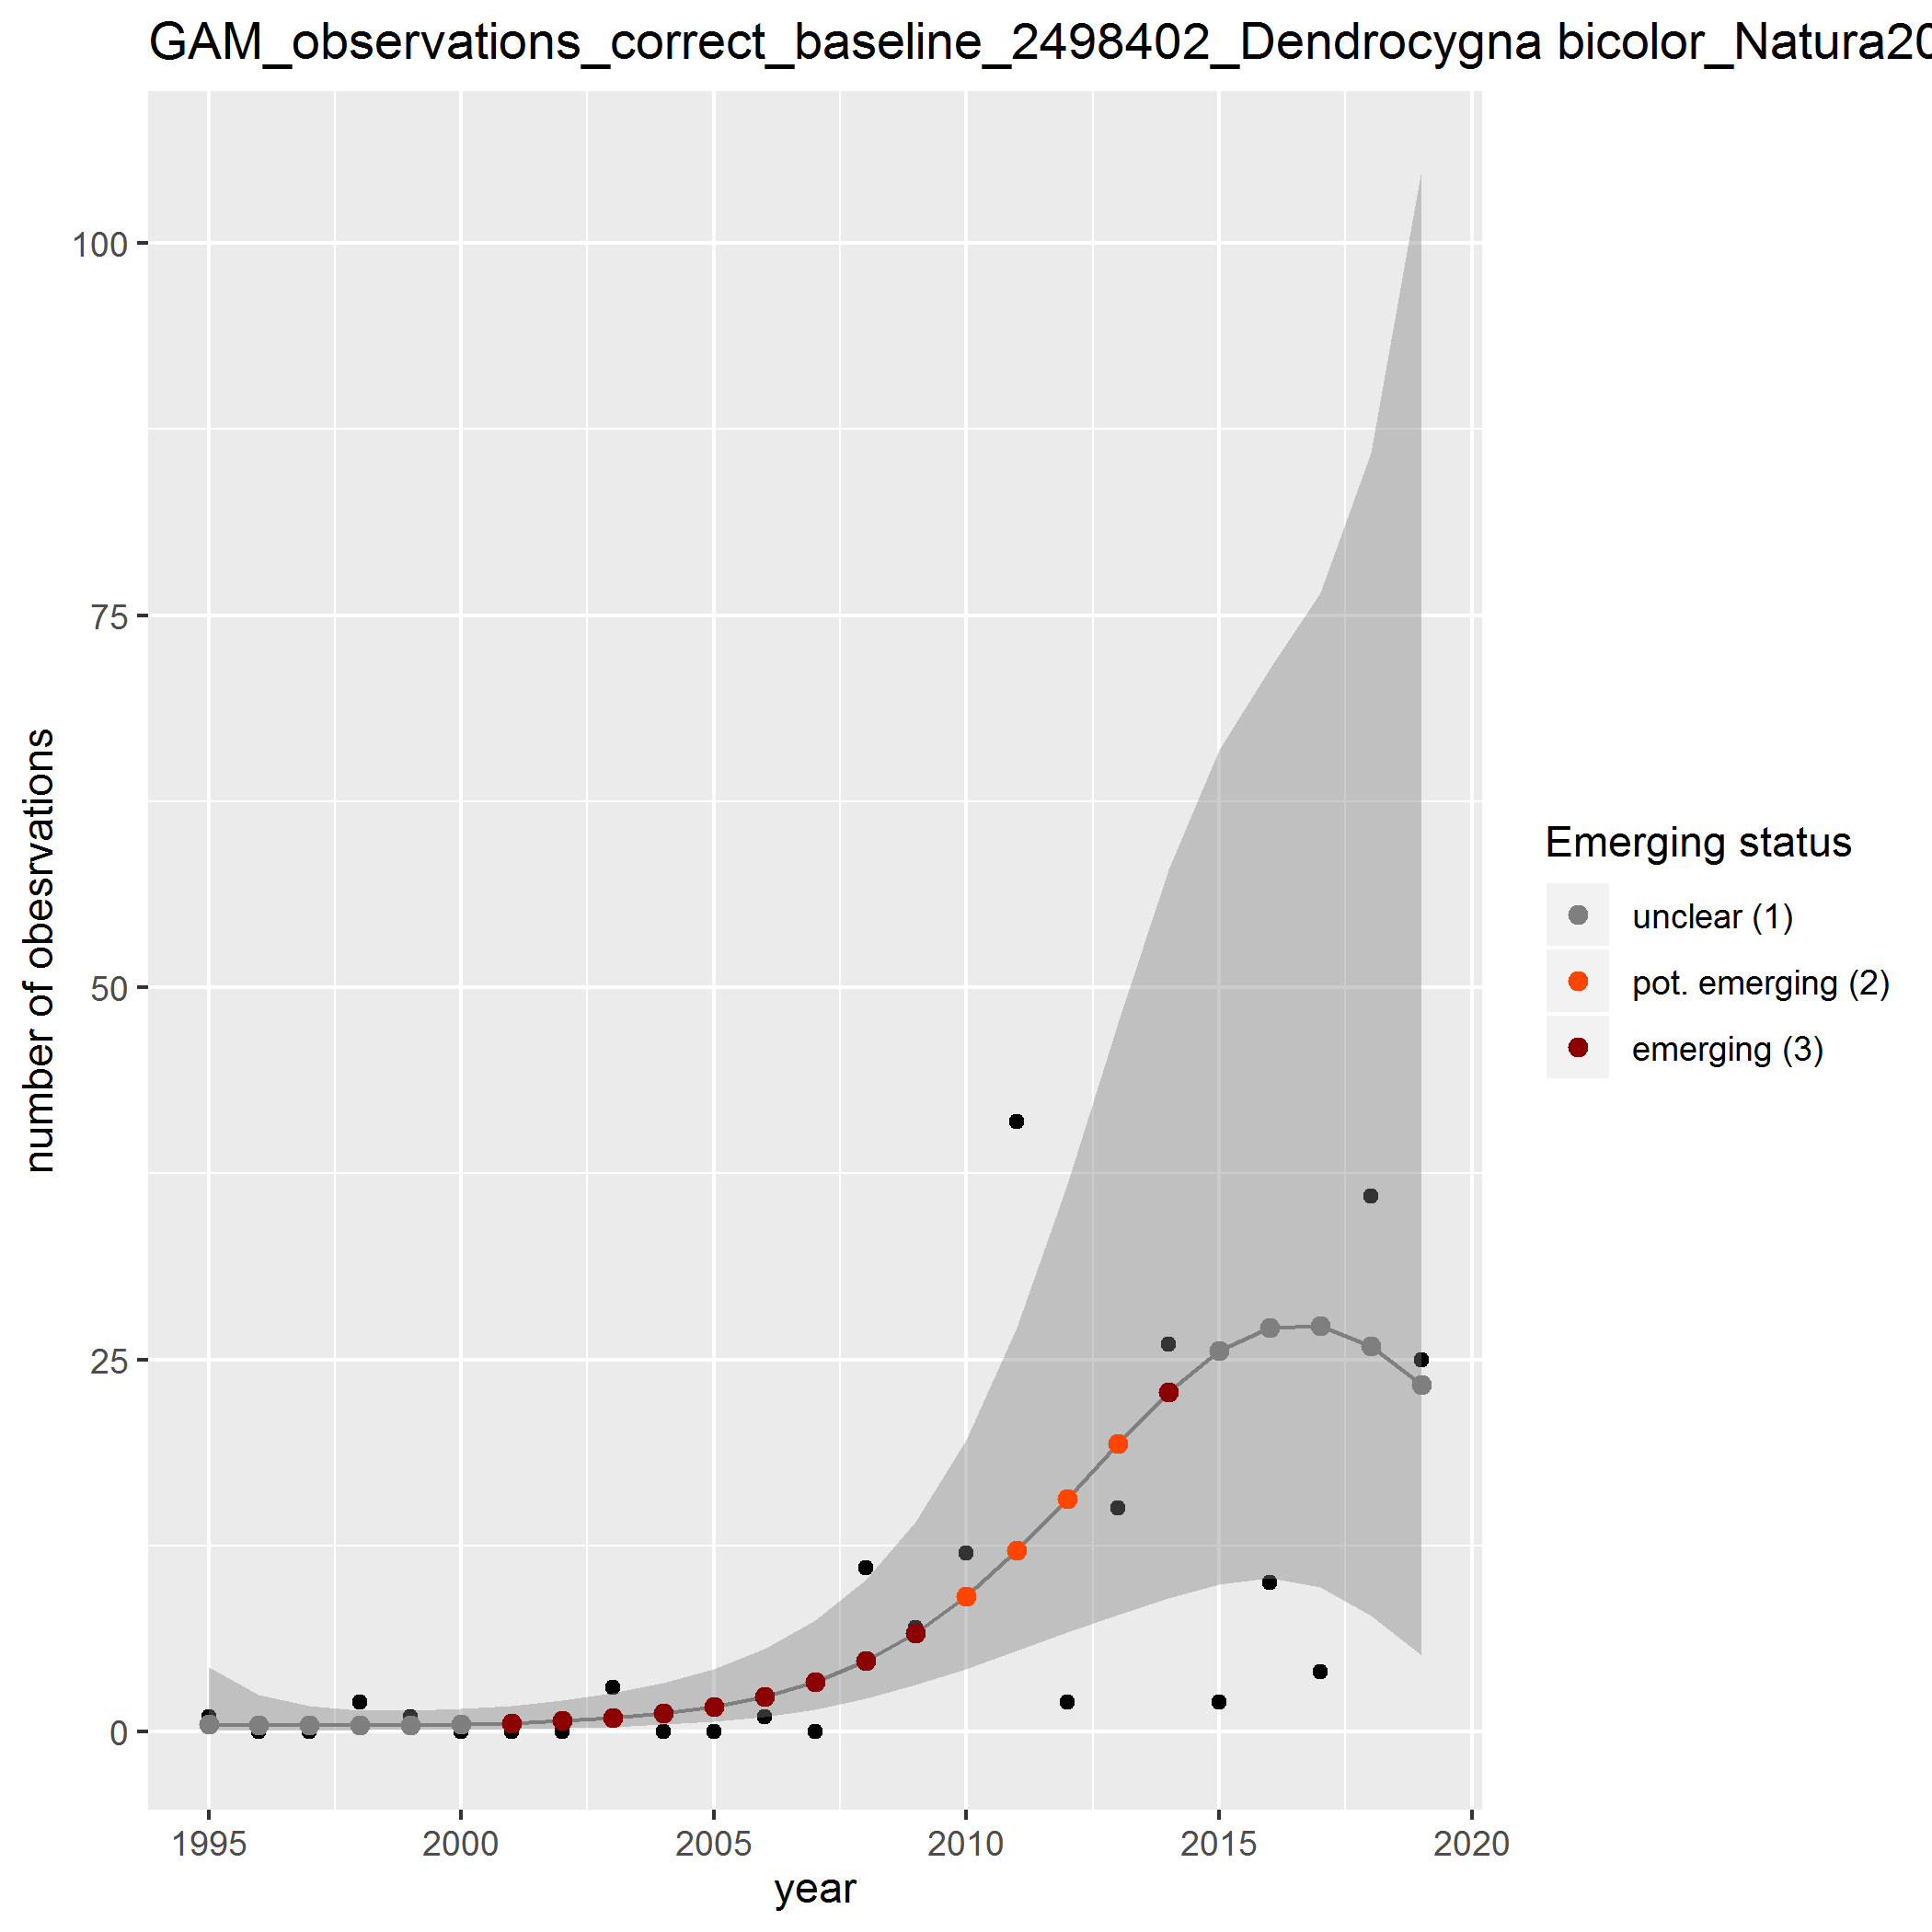 GAM_observations_correct_baseline_2498402_Dendrocygna bicolor_Natura20
100
75
50
25
0
number of obesrvations
1995 2000 2005 2010 2015 2020
year
Emerging status
unclear (1)
pot. emerging (2)
emerging (3)